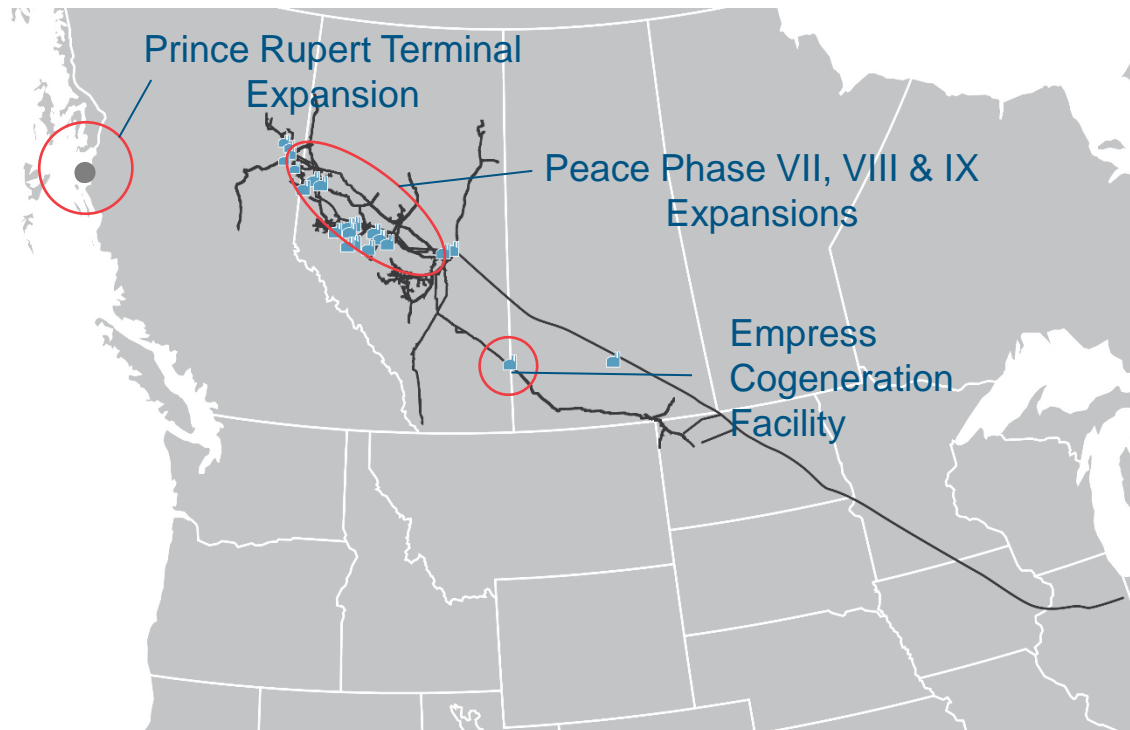 Prince Rupert Terminal
Expansion
Peace Phase VII, VIII & IX
Expansions
Empress
Cogeneration
Facility